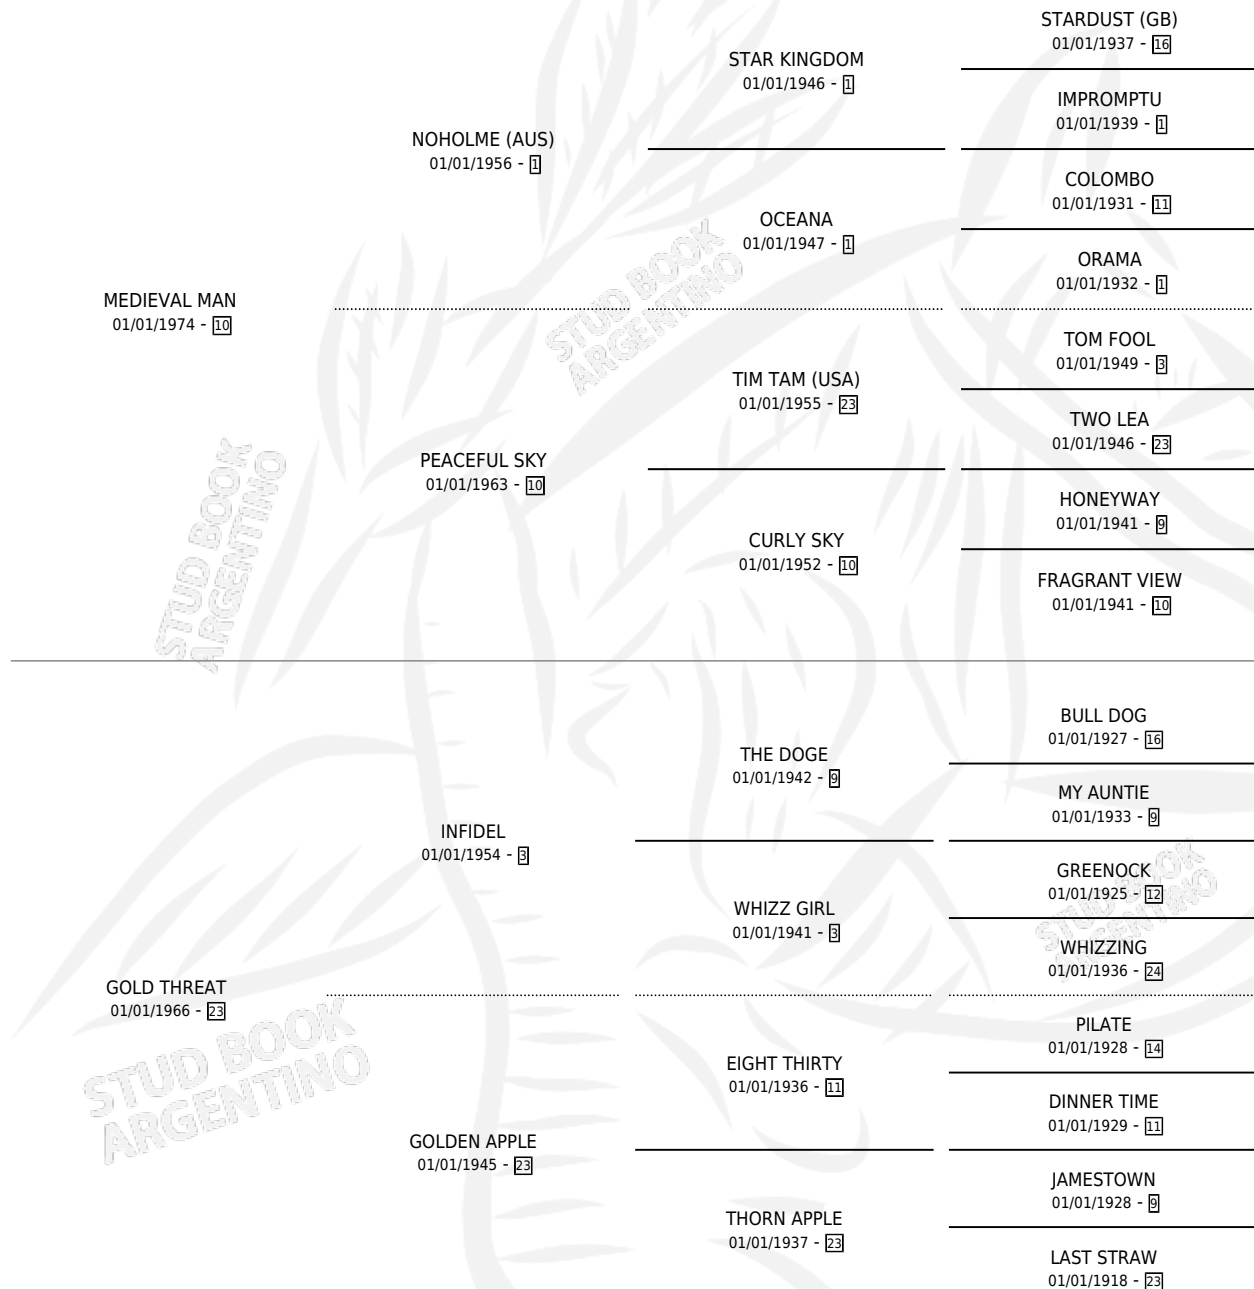 STARDUST (GB)
01/01/1937 - 16
STAR KINGDOM
01/01/1946 - 1
IMPROMPTU
01/01/1939 - 1
NOHOLME (AUS)
01/01/1956 - 1
COLOMBO
01/01/1931 - 11
OCEANA
01/01/1947 - 1
ORAMA
01/01/1932 - 1
MEDIEVAL MAN
01/01/1974 - 10
STUD BOOK
ARGENTINO
TOM FOOL
01/01/1949 - 3
TIM TAM (USA)
01/01/1955 - 23
TWO LEA
01/01/1946 - 23
PEACEFUL SKY
01/01/1963 - 10
HONEYWAY
01/01/1941 - 9
CURLY SKY
01/01/1952 - 10
FRAGRANT VIEW
01/01/1941 - 10
STUD BOOK
ARGENTINO
BULL DOG
01/01/1927 - 16
THE DOGE
01/01/1942 - 9
MY AUNTIE
01/01/1933 - 9
INFIDEL
01/01/1954 - 3
GREENOCK
01/01/1925 - 12
WHIZZ GIRL
01/01/1941 - 3
WHIZZING
01/01/1936 - 24
STUD BOOK
ARGENTINO
GOLD THREAT
01/01/1966 - 23
PILATE
01/01/1928 - 14
EIGHT THIRTY
01/01/1936 - 11
DINNER TIME
01/01/1929 - 11
STUD BOOK
ARGENTINO
GOLDEN APPLE
01/01/1945 - 23
JAMESTOWN
01/01/1928 - 9
THORN APPLE
01/01/1937 - 23
LAST STRAW
01/01/1918 - 23